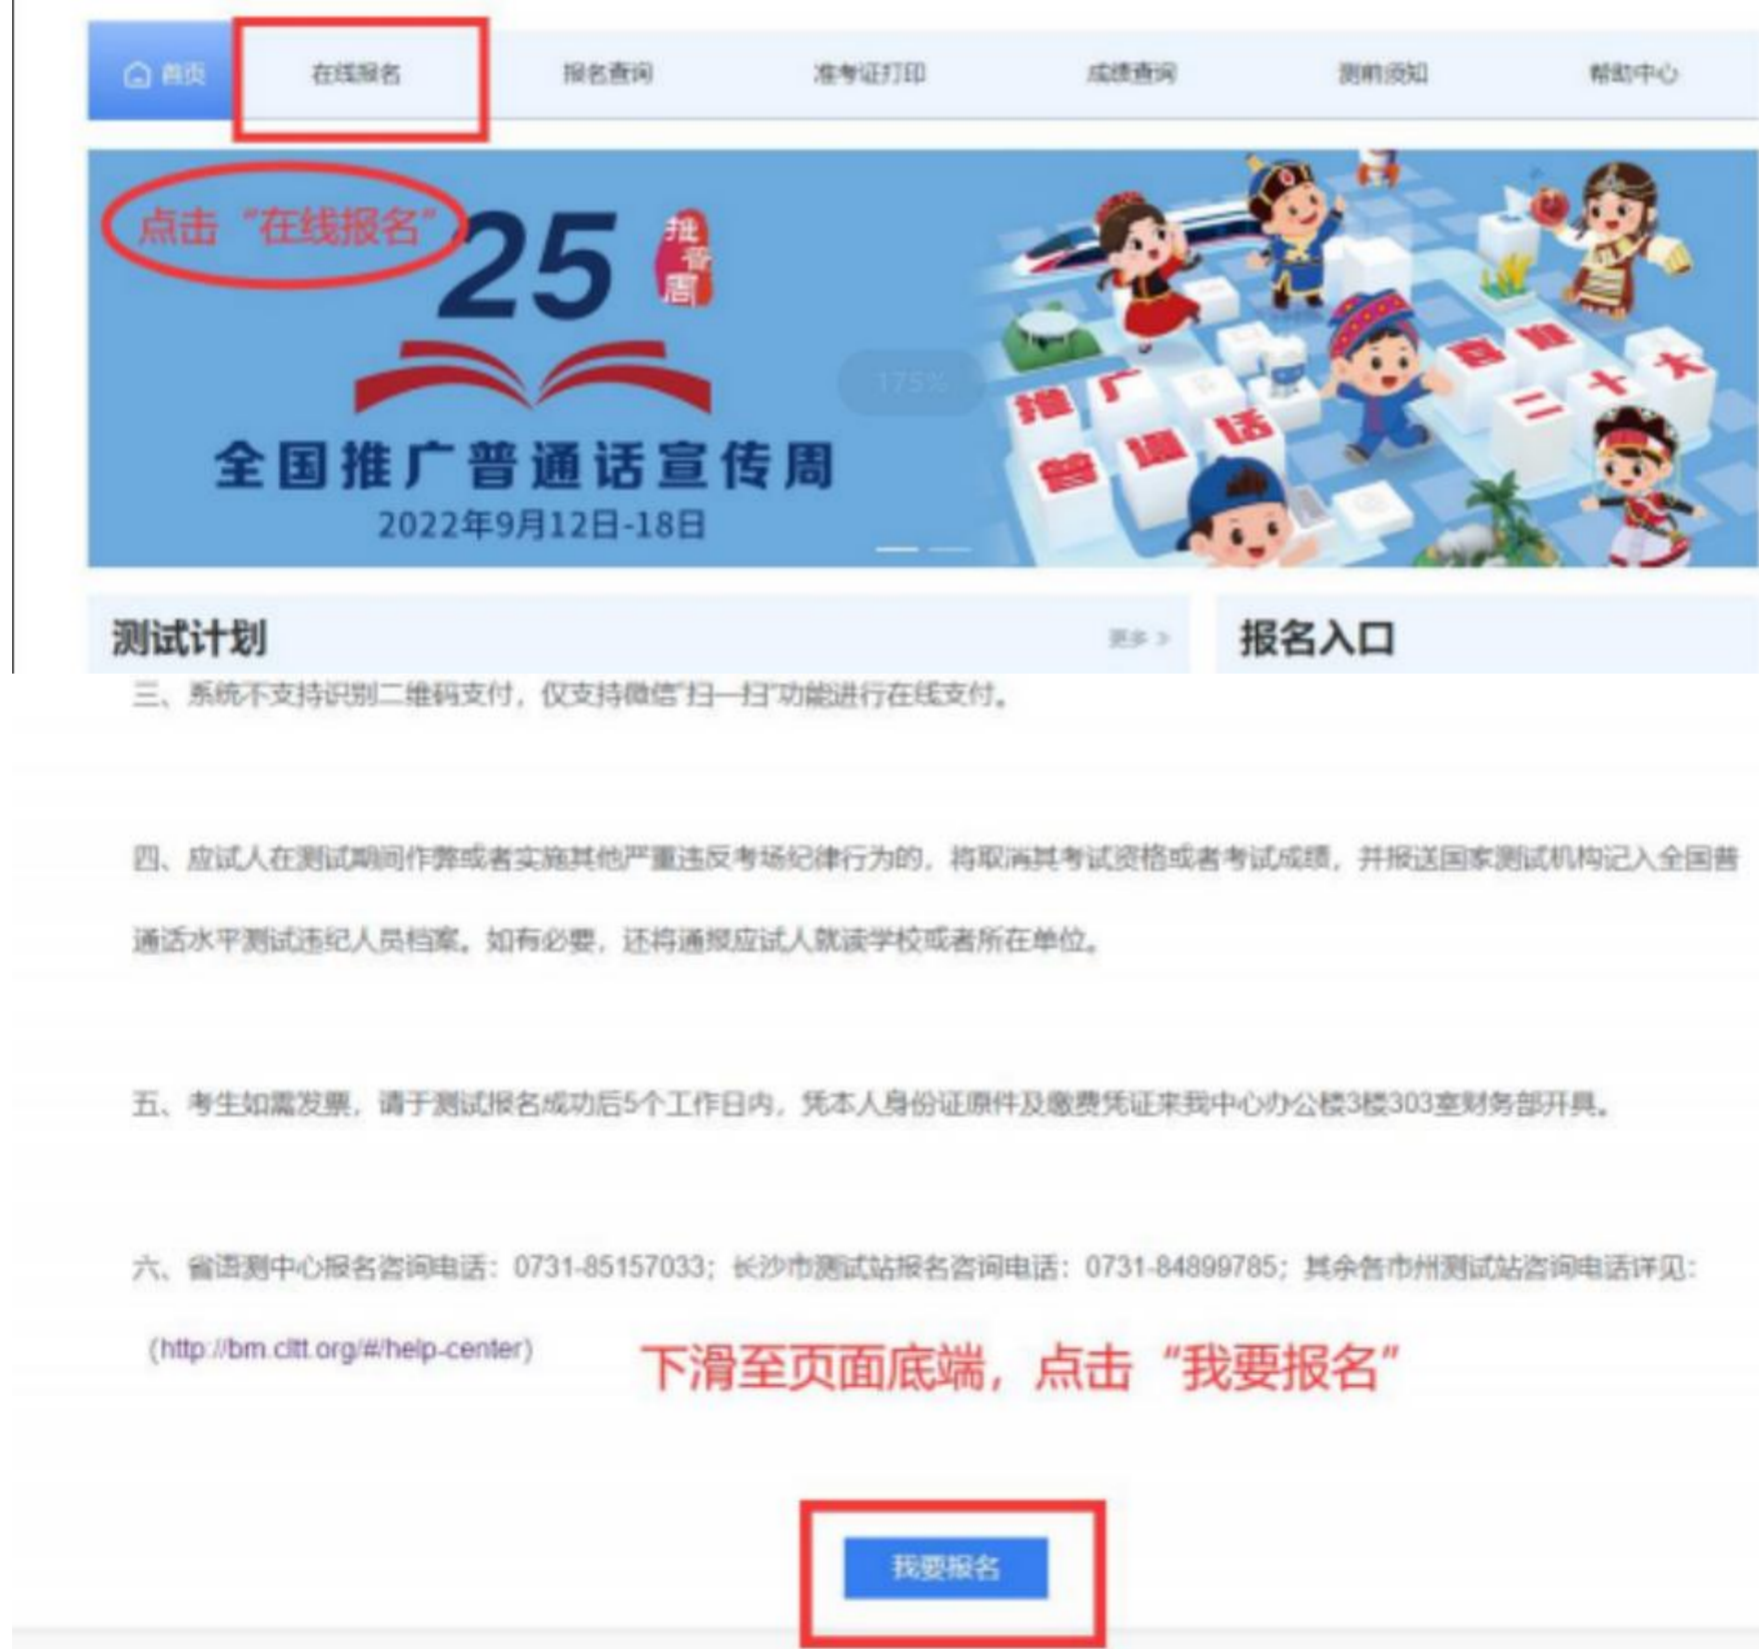 首页 在线报名 报名查询 准考证打印 成绩查询 测前须知 帮助中心
点击“在线报名”
25
推普周
全国推广普通话宣传周
2022年9月12日-18日
175%
推广
普通话
喜迎
二十大
测试计划
更多 >
报名入口
三、系统不支持识别二维码支付，仅支持微信“扫一扫”功能进行在线支付。
四、应试人在测试期间作弊或者实施其他严重违反考场纪律行为的，将取消其考试资格或者考试成绩，并报送国家测试机构记入全国普
通话水平测试违纪人员档案。如有必要，还将通报应试人就读学校或者所在单位。
五、考生如需发票，请于测试报名成功后5个工作日内，凭本人身份证原件及缴费凭证来我中心办公楼3楼303室财务部开具。
六、省语测中心报名咨询电话：0731-85157033；长沙市测试站报名咨询电话：0731-84899785；其余各市州测试站咨询电话详见：
（http://bm.cltt.org/#/help-center）
下滑至页面底端，点击“我要报名”
我要报名